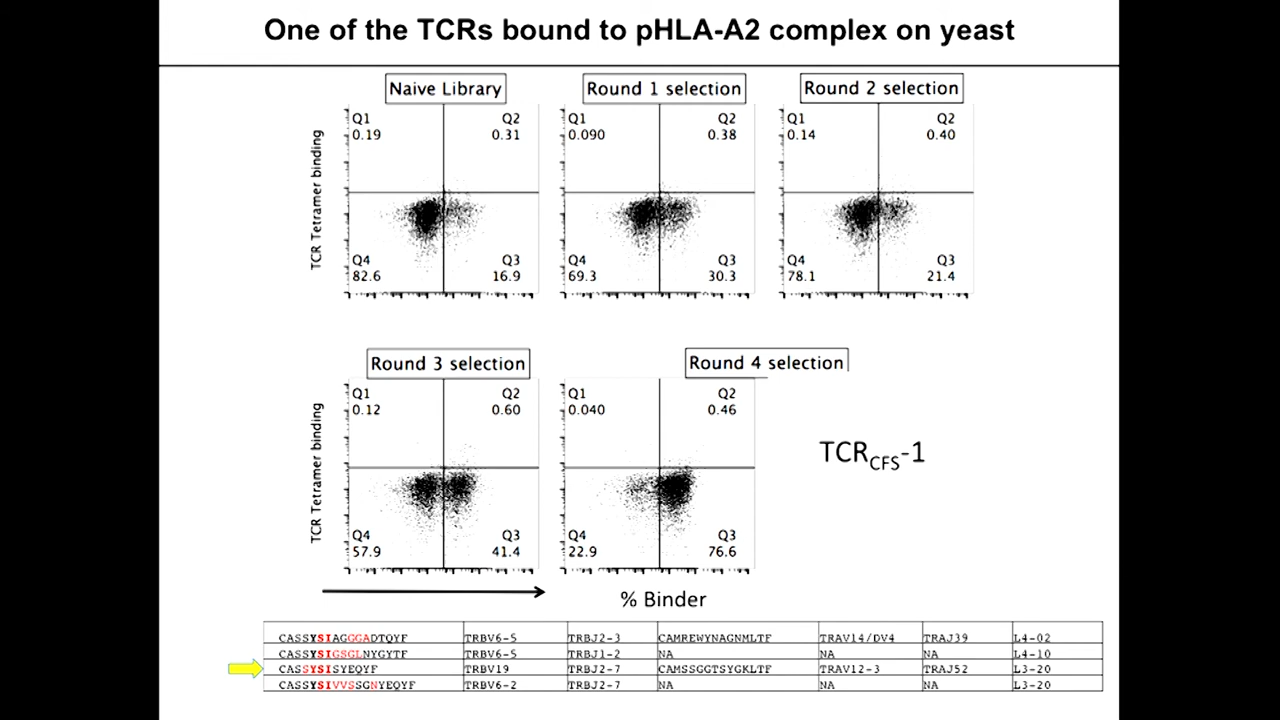 One of the TCRs bound to pHLA-A2 complex on yeast
Naive Library
Round 1 selection
Round 2 selection
TCR Tetramer binding
Q1
0.19
Q2
0.31
Q4
82.6
Q3
16.9
Q1
0.090
Q2
0.38
Q4
69.3
Q3
30.3
Q1
0.14
Q2
0.40
Q4
78.1
Q3
21.4
Round 3 selection
Round 4 selection
TCR Tetramer binding
Q1
0.12
Q2
0.60
Q4
57.9
Q3
41.4
Q1
0.040
Q2
0.46
Q4
22.9
Q3
76.6
TCRCFS-1
% Binder
CASSYSIAGGGADTQYF TRBV6-5 TRBJ2-3 CAMREWYNAGNMLTF TRAV14/DV4 TRAJ39 L4-02
CASSYSIGSGLNYGYTF TRBV6-5 TRBJ1-2 NA NA NA L4-10
CASSYSISYEQYF TRBV19 TRBJ2-7 CAMSSGGTSYGKLTF TRAV12-3 TRAJ52 L3-20
CASSYSIVVSSGNYEQYF TRBV6-2 TRBJ2-7 NA NA NA L3-20